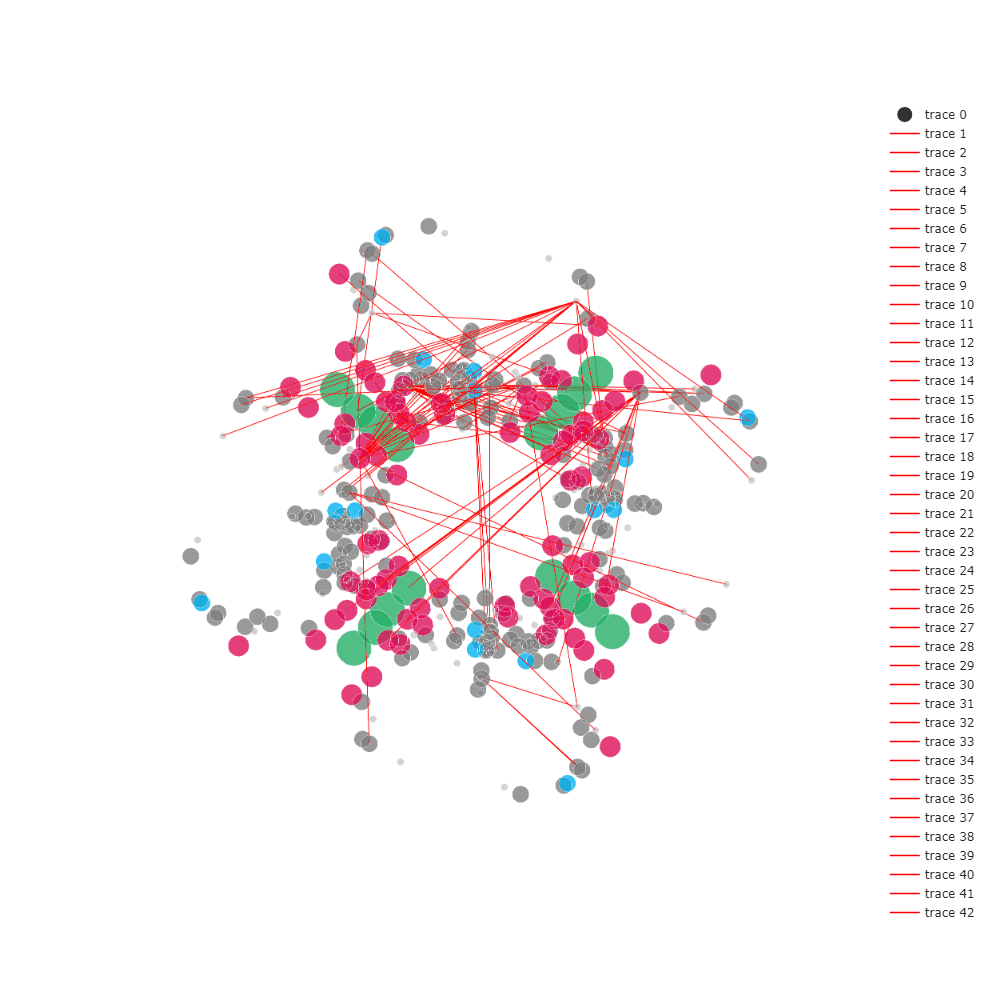 trace 0
trace 1
trace 2
trace 3
trace 4
trace 5
trace 6
trace 7
trace 8
trace 9
trace 10
trace 11
trace 12
trace 13
trace 14
trace 15
trace 16
trace 17
trace 18
trace 19
trace 20
trace 21
trace 22
trace 23
trace 24
trace 25
trace 26
trace 27
trace 28
trace 29
trace 30
trace 31
trace 32
trace 33
trace 34
trace 35
trace 36
trace 37
trace 38
trace 39
trace 40
trace 41
trace 42